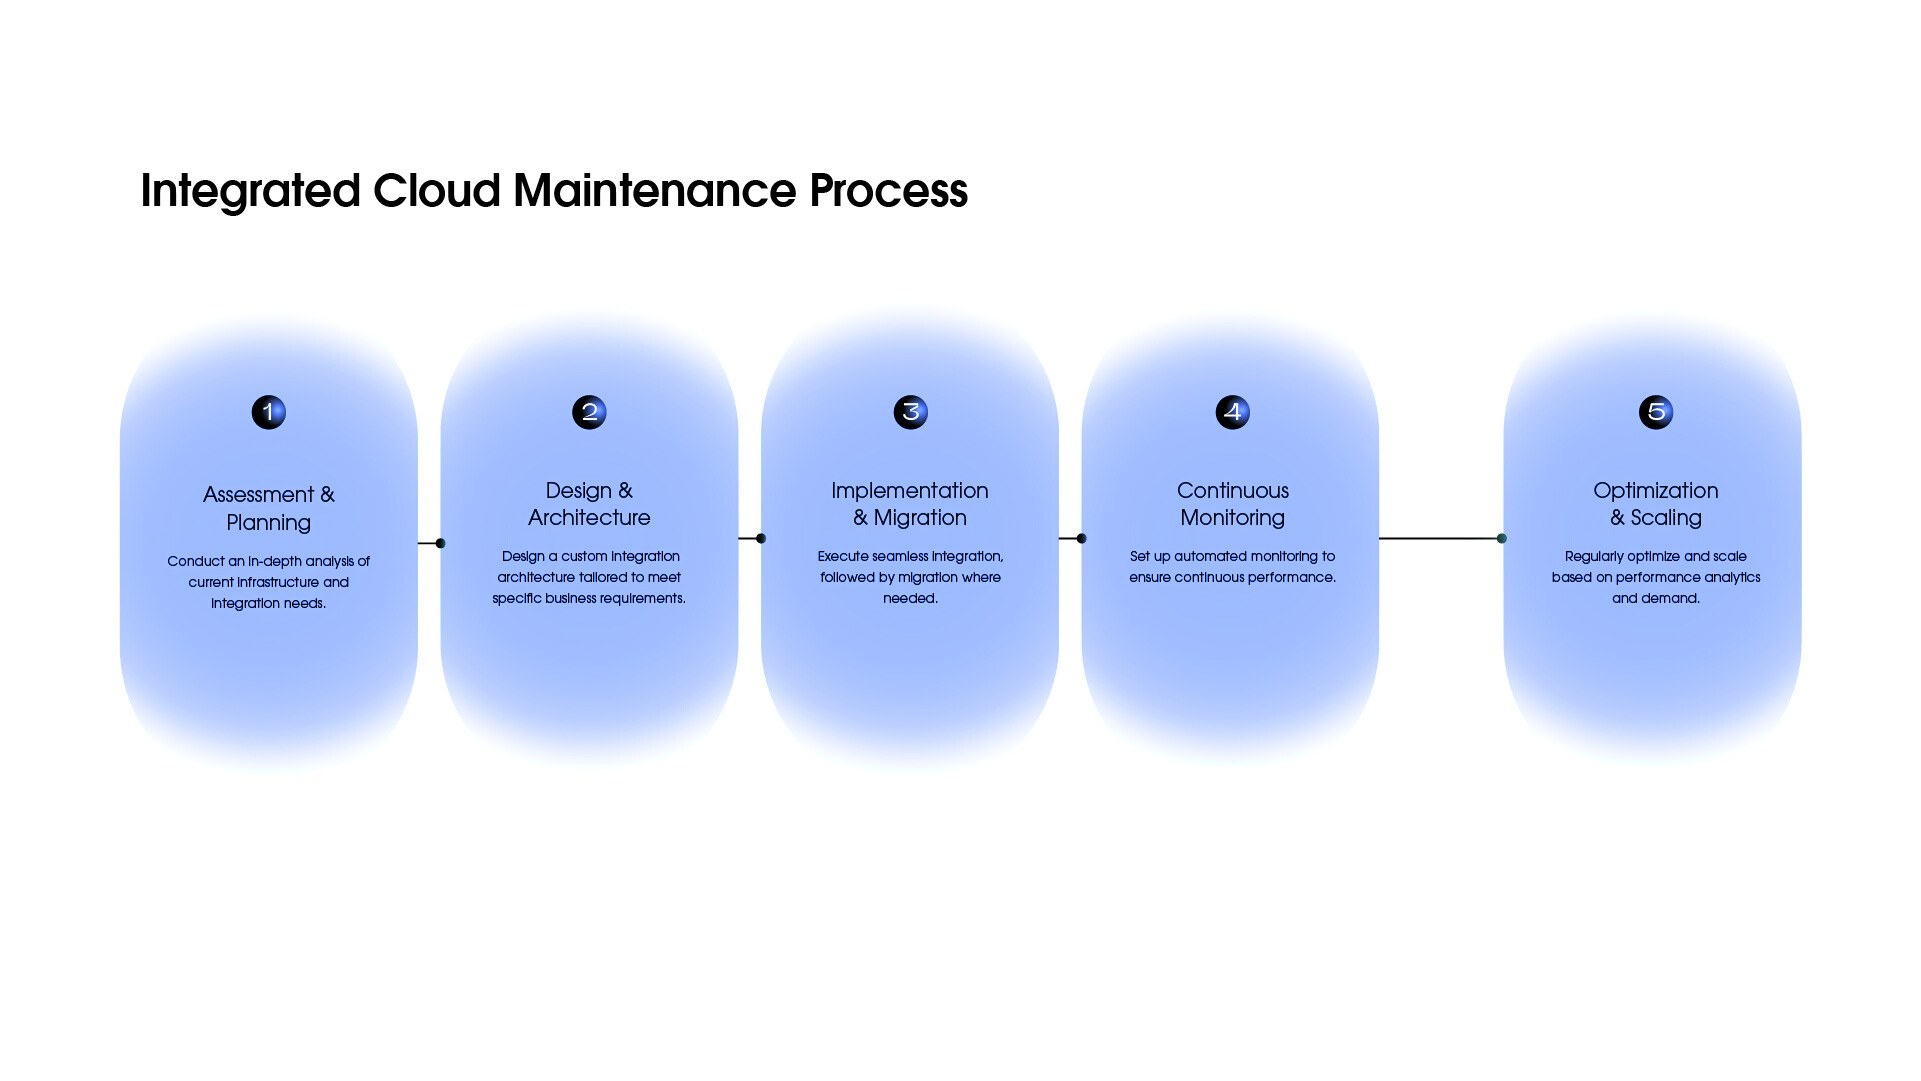 Integrated Cloud Maintenance Process
1
Assessment &
Planning
Conduct an in-depth analysis of
current infrastructure and
integration needs.
2
Design &
Architecture
Design a custom integration
architecture tailored to meet
specific business requirements.
3
Implementation
& Migration
Execute seamless integration,
followed by migration where
needed.
4
Continuous
Monitoring
Set up automated monitoring to
ensure continuous performance.
5
Optimization
& Scaling
Regularly optimize and scale
based on performance analytics
and demand.